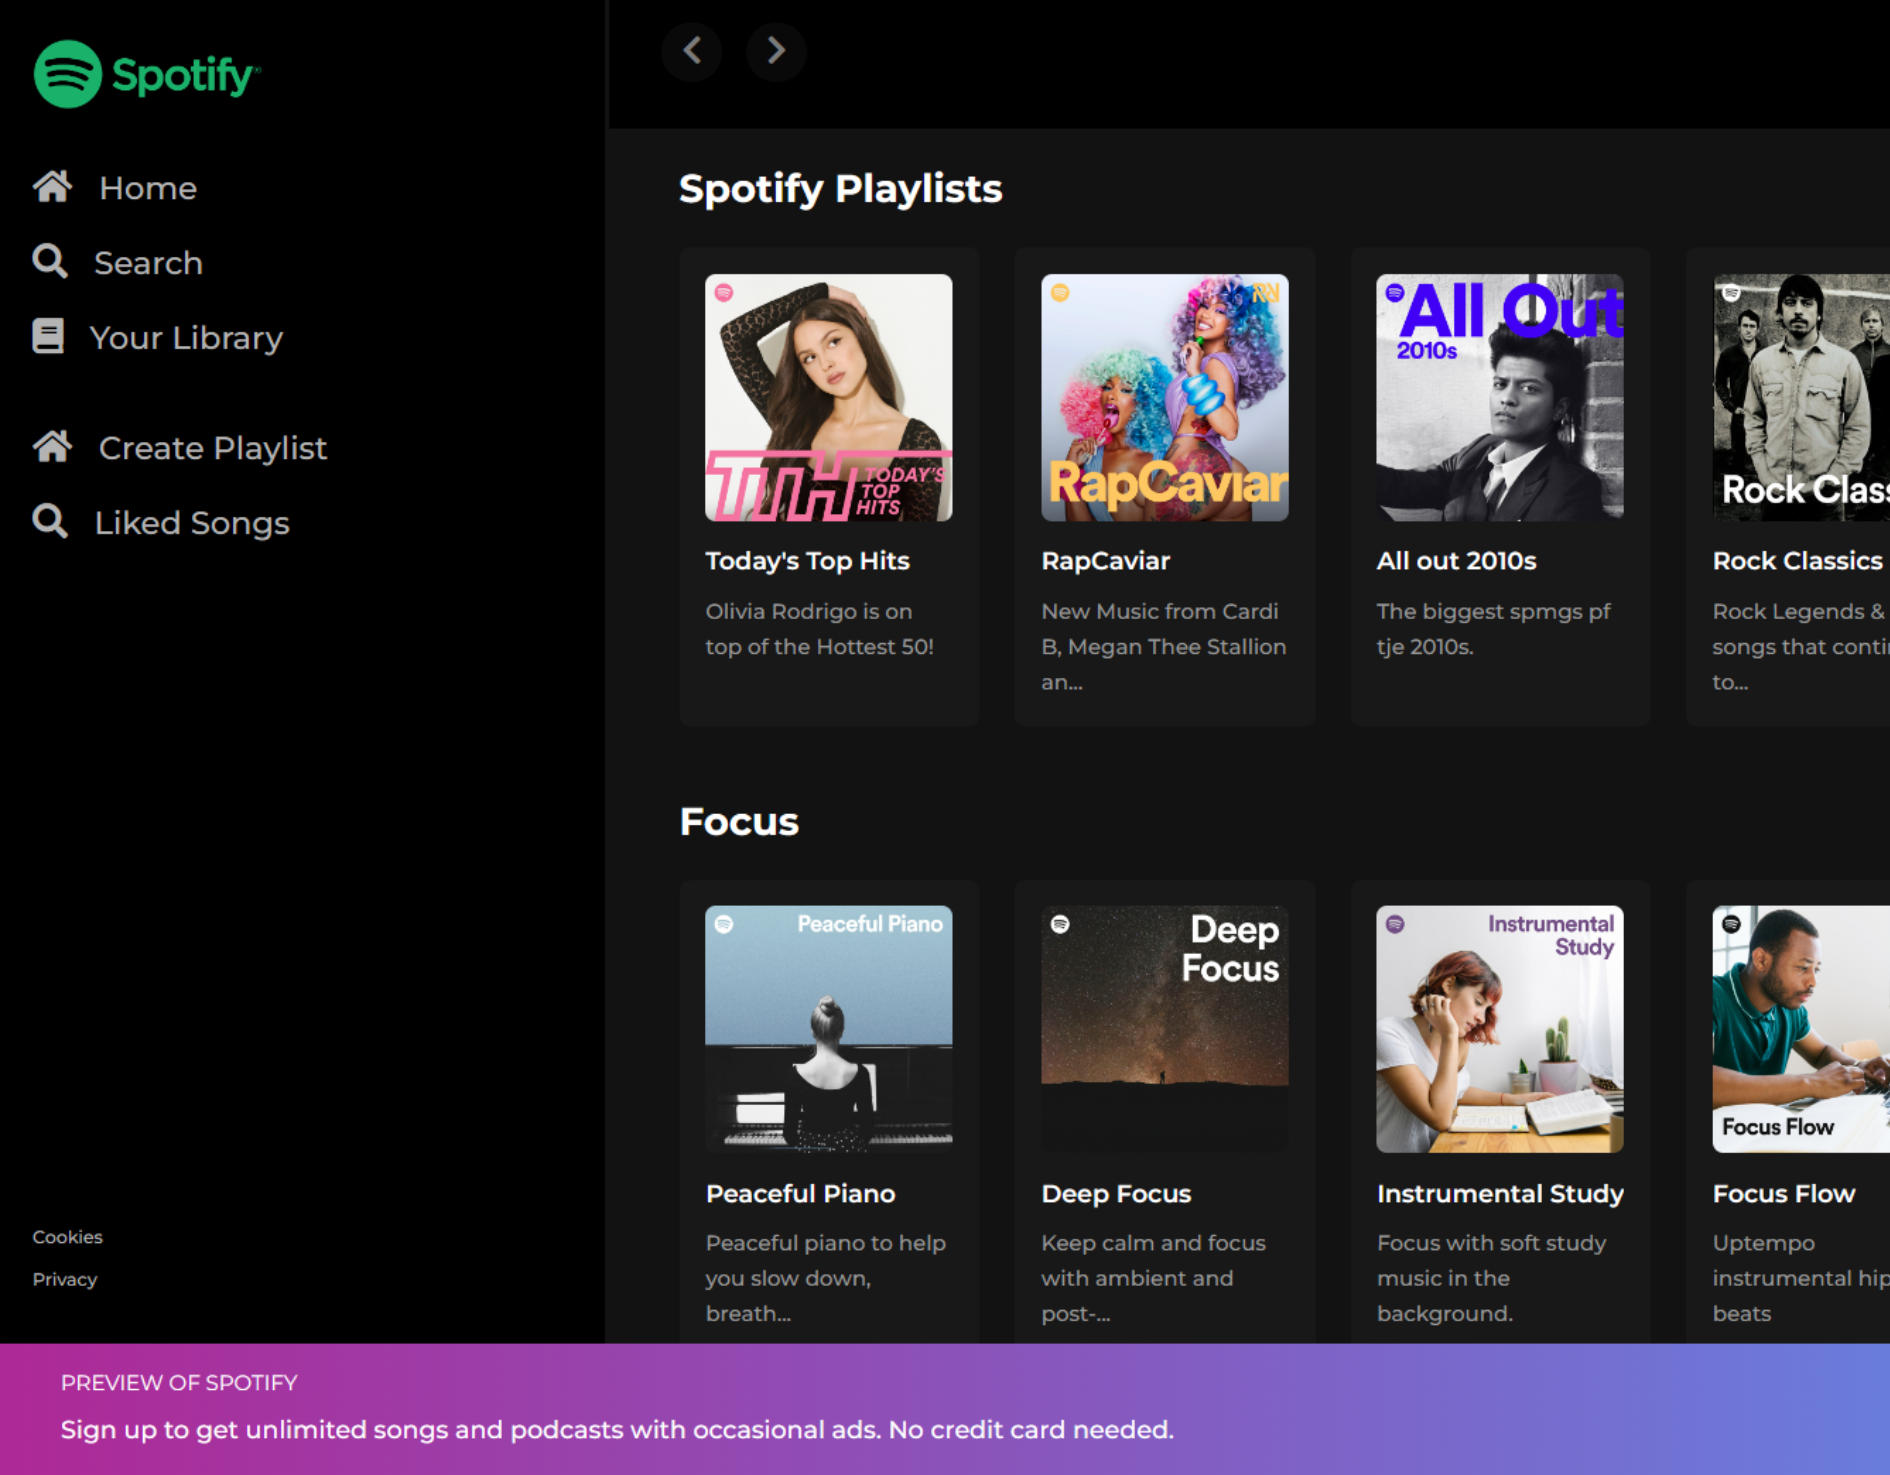 Spotify
Home
Search
Your Library
Create Playlist
Liked Songs
Cookies
Privacy
Spotify Playlists
TTH TODAY'S
TOP
HITS
Today's Top Hits
Olivia Rodrigo is on
top of the Hottest 50!
RapCaviar
RapCaviar
New Music from Cardi
B, Megan Thee Stallion
an...
All Out
2010s
All out 2010s
The biggest spmgs pf
tje 2010s.
Rock Class
Rock Classics
Rock Legends &
songs that contin
to...
Focus
Peaceful Piano
Peaceful Piano
Peaceful piano to help
you slow down,
breath...
Deep
Focus
Deep Focus
Keep calm and focus
with ambient and
post-...
Instrumental
Study
Instrumental Study
Focus with soft study
music in the
background.
Focus Flow
Focus Flow
Uptempo
instrumental hip
beats
PREVIEW OF SPOTIFY
Sign up to get unlimited songs and podcasts with occasional ads. No credit card needed.